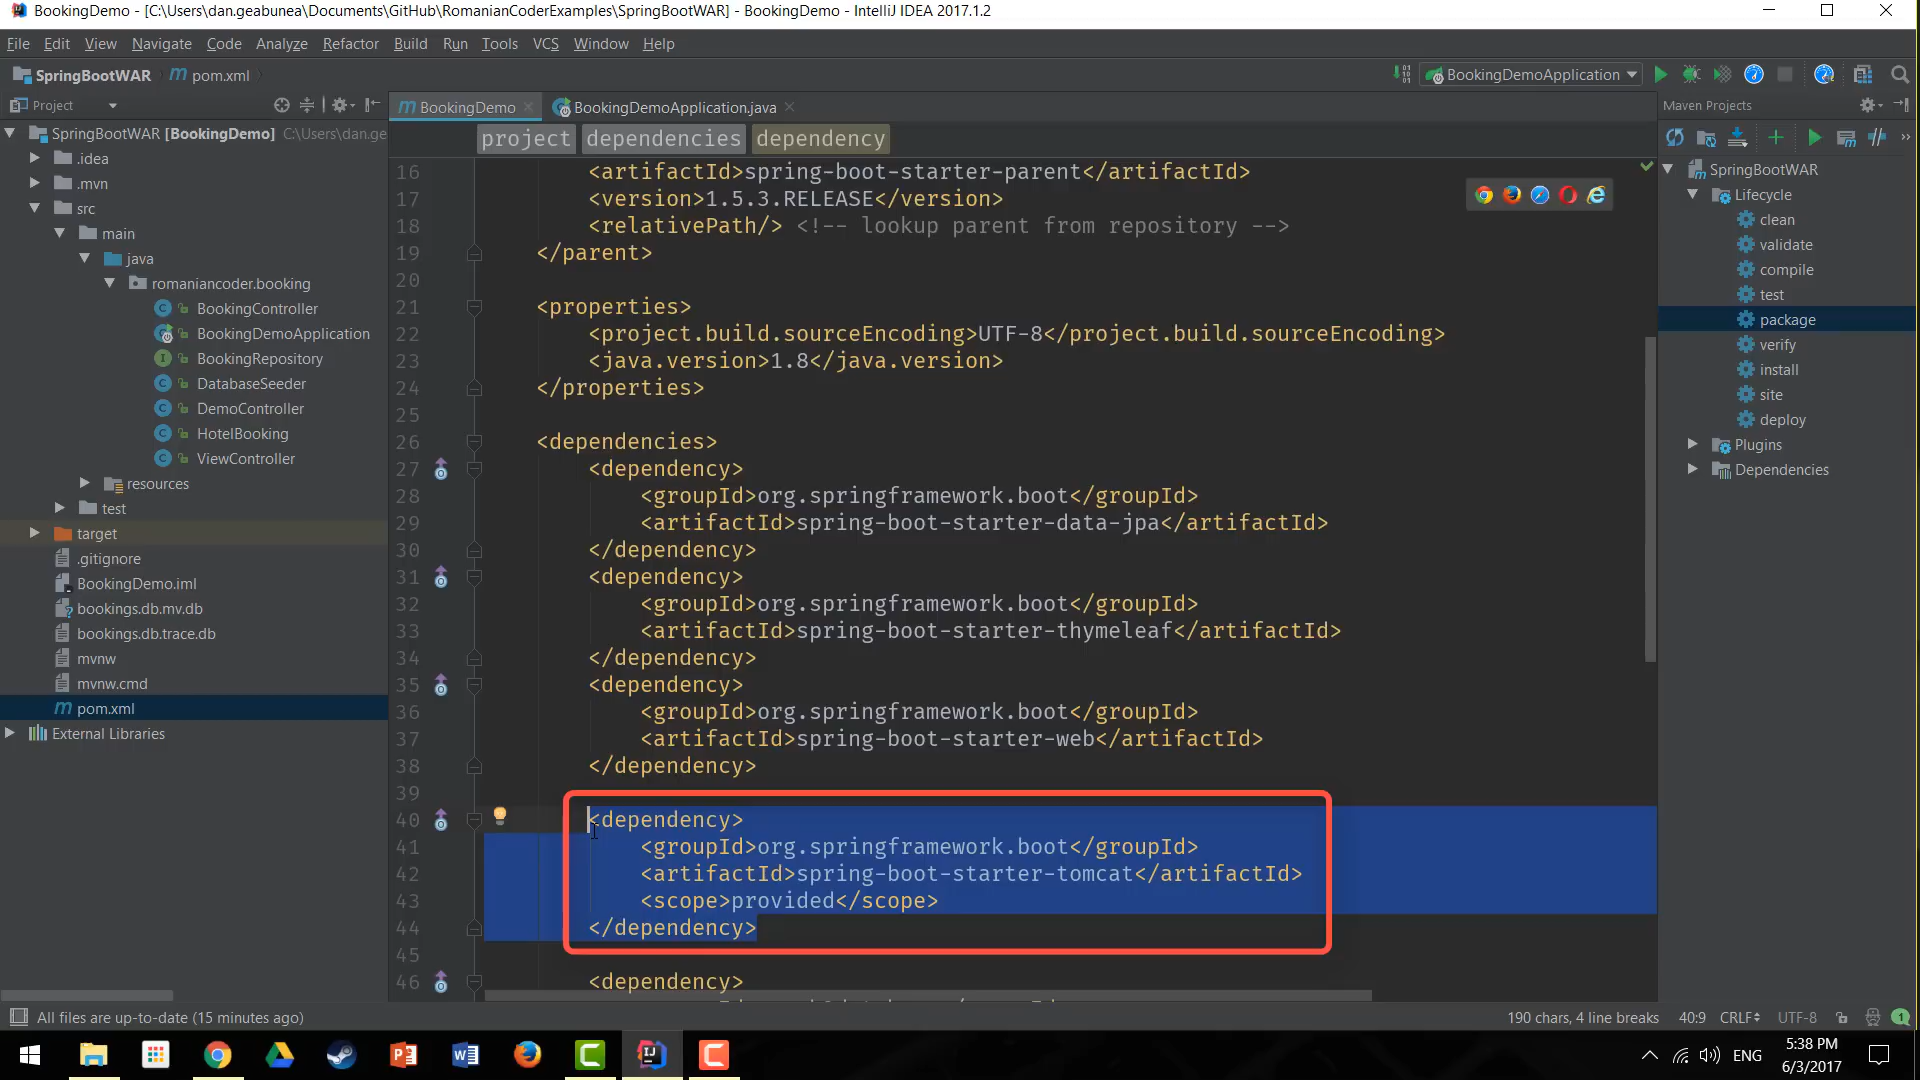 BookingDemo - [C:\Users\dan.geabunea\Documents\GitHub\RomanianCoderExamples\SpringBootWAR] - BookingDemo - IntelliJ IDEA 2017.1.2
File Edit View Navigate Code Analyze Refactor Build Run Tools VCS Window Help
SpringBootWAR pom.xml
BookingDemoApplication
Project
BookingDemo
BookingDemoApplication.java
Maven Projects
project dependencies dependency
SpringBootWAR [BookingDemo] C:\Users\dan.ge
.idea
.mvn
src
main
java
romaniancoder.booking
BookingController
BookingDemoApplication
BookingRepository
DatabaseSeeder
DemoController
HotelBooking
ViewController
resources
test
target
.gitignore
BookingDemo.iml
bookings.db.mv.db
bookings.db.trace.db
mvnw
mvnw.cmd
pom.xml
External Libraries
16 <artifactId>spring-boot-starter-parent</artifactId>
17 <version>1.5.3.RELEASE</version>
18 <relativePath/> <!-- lookup parent from repository -->
19 </parent>
20
21 <properties>
22 <project.build.sourceEncoding>UTF-8</project.build.sourceEncoding>
23 <java.version>1.8</java.version>
24 </properties>
25
26 <dependencies>
27 <dependency>
28 <groupId>org.springframework.boot</groupId>
29 <artifactId>spring-boot-starter-data-jpa</artifactId>
30 </dependency>
31 <dependency>
32 <groupId>org.springframework.boot</groupId>
33 <artifactId>spring-boot-starter-thymeleaf</artifactId>
34 </dependency>
35 <dependency>
36 <groupId>org.springframework.boot</groupId>
37 <artifactId>spring-boot-starter-web</artifactId>
38 </dependency>
39
40 <dependency>
41 <groupId>org.springframework.boot</groupId>
42 <artifactId>spring-boot-starter-tomcat</artifactId>
43 <scope>provided</scope>
44 </dependency>
45
46 <dependency>
SpringBootWAR
Lifecycle
clean
validate
compile
test
package
verify
install
site
deploy
Plugins
Dependencies
All files are up-to-date (15 minutes ago)
190 chars, 4 line breaks 40:9 CRLF UTF-8 1
ENG
5:38 PM
6/3/2017